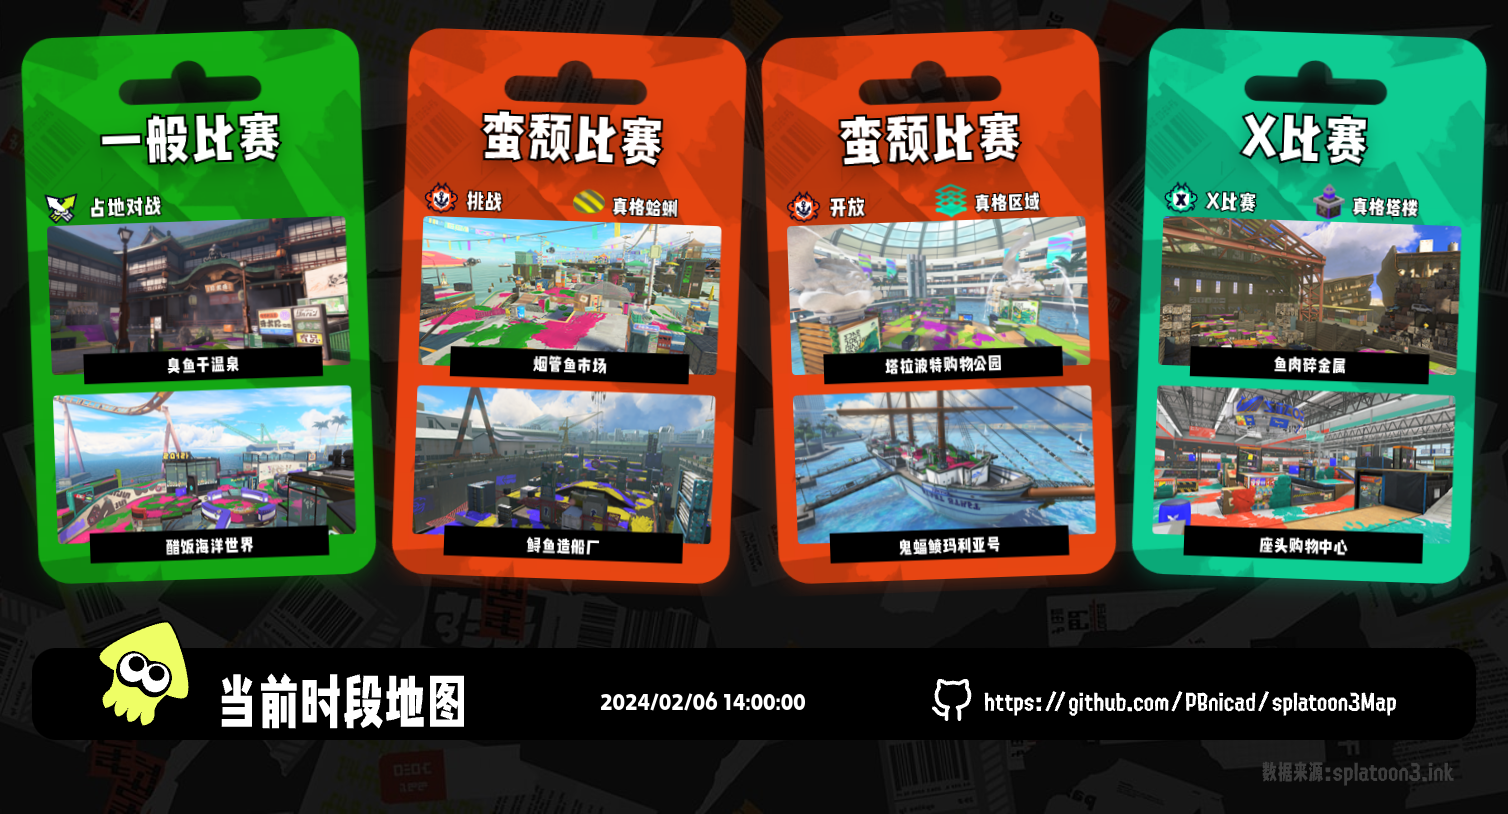 一般比赛
占地对战
臭鱼干温泉
醋饭海洋世界
蛮颓比赛
挑战
真格蛤蜊
烟管鱼市场
鲟鱼造船厂
蛮颓比赛
开放
真格区域
塔拉波特购物公园
鬼蝠鲼玛利亚号
X比赛
X比赛
真格塔楼
鱼肉碎金属
座头购物中心
当前时段地图
2024/02/06 14:00:00
https://github.com/PBnicad/splatoon3Map
数据来源:splatoon3.ink